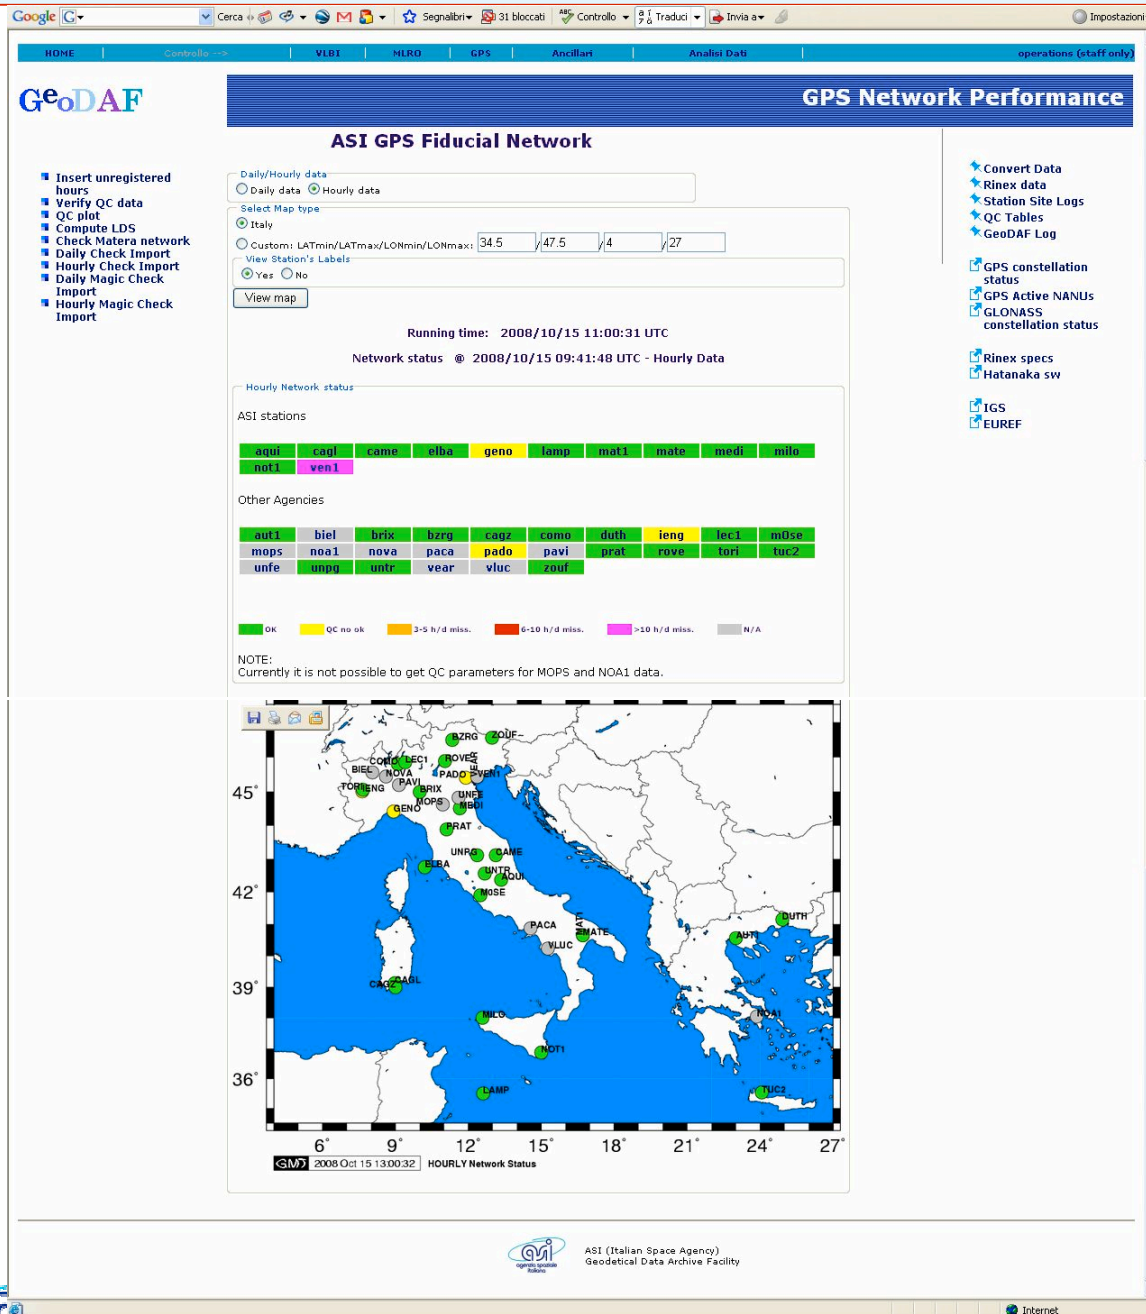 Google G Cerca Segnalibri 31 bloccati Controllo Traduci Invia a Impostazioni
HOME Controllo --> VLBI MLRO GPS Ancillari Analisi Dati operations (staff only)
GeoDAF
GPS Network Performance
ASI GPS Fiducial Network
Insert unregistered
hours
Verify QC data
QC plot
Compute LDS
Check Matera network
Daily Check Import
Hourly Check Import
Daily Magic Check
Import
Hourly Magic Check
Import
Daily/Hourly data
Daily data Hourly data
Select Map type
Italy
Custom: LATmin/LATmax/LONmin/LONmax: 34.5 / 47.5 / 4 / 27
View Station's Labels
Yes No
View map
Running time: 2008/10/15 11:00:31 UTC
Network status @ 2008/10/15 09:41:48 UTC - Hourly Data
Hourly Network status
ASI stations
aqui cagl came elba geno lamp mat1 mate medi milo
not1 ven1
Other Agencies
aut1 biel brix bzrg cagz como duth ieng lec1 m0se
mops noa1 nova paca pado pavi prat rove tori tuc2
unfe unpg untr vear vluc zouf
OK QC no ok 3-5 h/d miss. 6-10 h/d miss. >10 h/d miss. N/A
NOTE:
Currently it is not possible to get QC parameters for MOPS and NOA1 data.
Convert Data
Rinex data
Station Site Logs
QC Tables
GeoDAF Log
GPS constellation
status
GPS Active NANUs
GLONASS
constellation status
Rinex specs
Hatanaka sw
IGS
EUREF
BZRG ZOUF
COMO LEC1 ROVE VEAR
BIEL NOVA PADO VEN1
PAVI
TORI IENG BRIX UNFE
MOPS MEDI
GENO
PRAT
UNPG CAME
ELBA UNTR
AQUI
M0SE
PACA MAT1 MATE
VLUC
DUTH
AUT1
CAGZ CAGL
MILO
NOA1
NOT1
LAMP
TUC2
45°
42°
39°
36°
6° 9° 12° 15° 18° 21° 24° 27°
GMT 2008 Oct 15 13:00:32 HOURLY Network Status
asi
agenzia spaziale
italiana
ASI (Italian Space Agency)
Geodetical Data Archive Facility
Internet